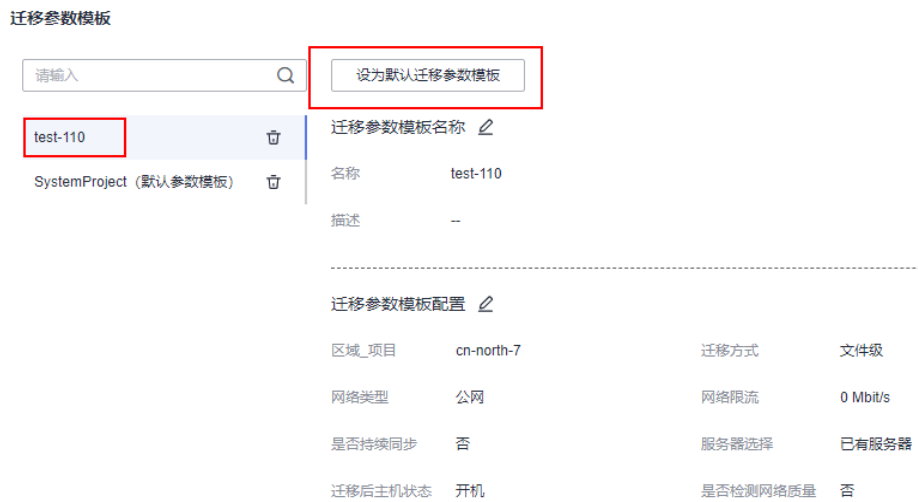 迁移参数模板
请输入
设为默认迁移参数模板
test-110
SystemProject（默认参数模板）
迁移参数模板名称
名称 test-110
描述 --
迁移参数模板配置
区域_项目 cn-north-7 迁移方式 文件级
网络类型 公网 网络限流 0 Mbit/s
是否持续同步 否 服务器选择 已有服务器
迁移后主机状态 开机 是否检测网络质量 否